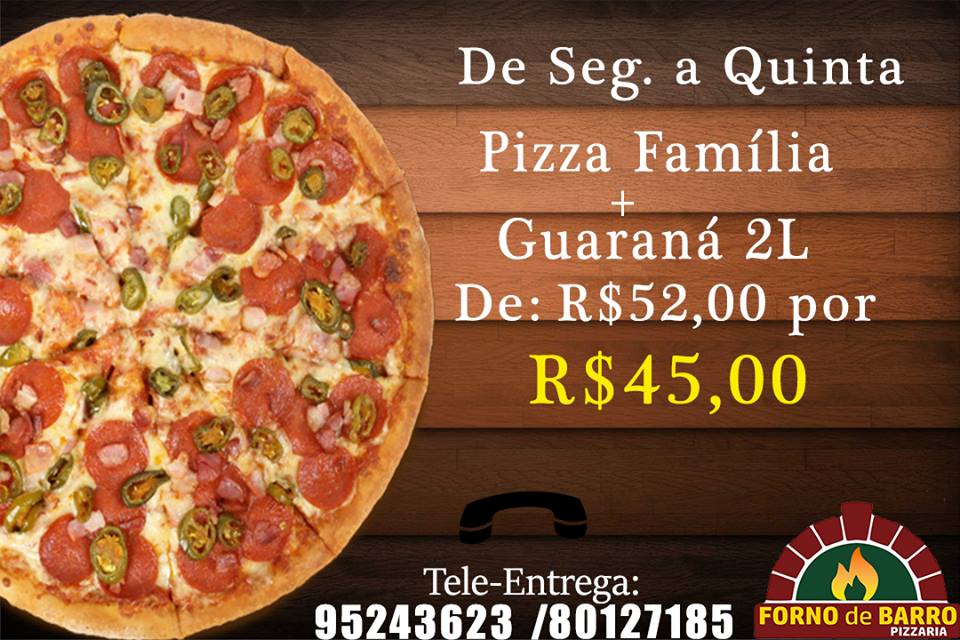 De Seg. a Quinta
Pizza Família
+
Guaraná 2L
De: R$52,00 por
R$45,00
Tele-Entrega:
95243623 /80127185
FORNO de BARRO
PIZZARIA